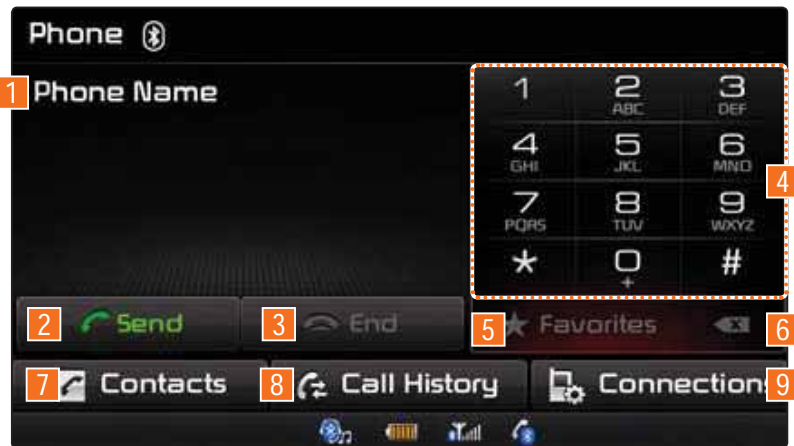 Phone
1 Phone Name
1 2 ABC 3 DEF
4 GHI 5 JKL 6 MNO
4
7 PQRS 8 TUV 9 WXYZ
* 0 + #
2 Send 3 End 5 ★ Favorites 6
7 Contacts 8 Call History Connections 9